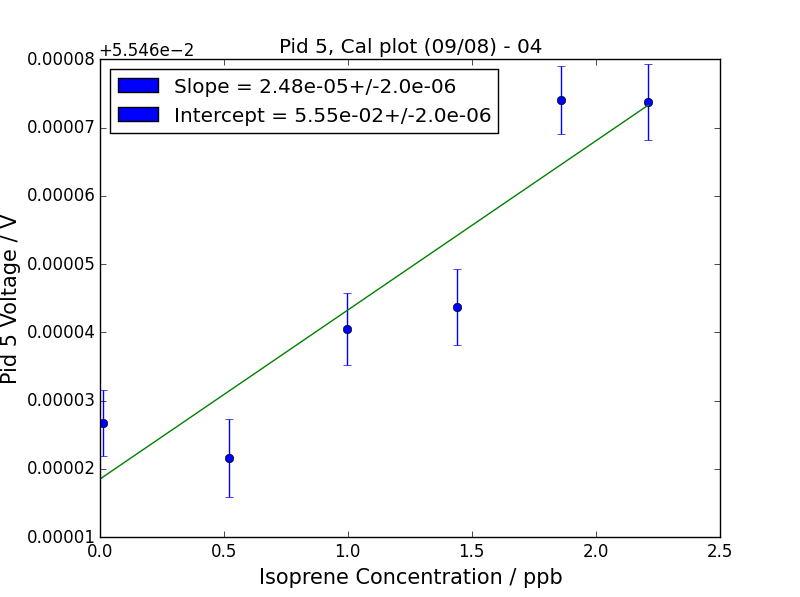 Pid 5, Cal plot (09/08) - 04
+5.546e−2
Slope = 2.48e-05+/-2.0e-06
Intercept = 5.55e-02+/-2.0e-06
0.00008
0.00007
0.00006
0.00005
0.00004
0.00003
0.00002
0.00001
Pid 5 Voltage / V
0.0 0.5 1.0 1.5 2.0 2.5
Isoprene Concentration / ppb